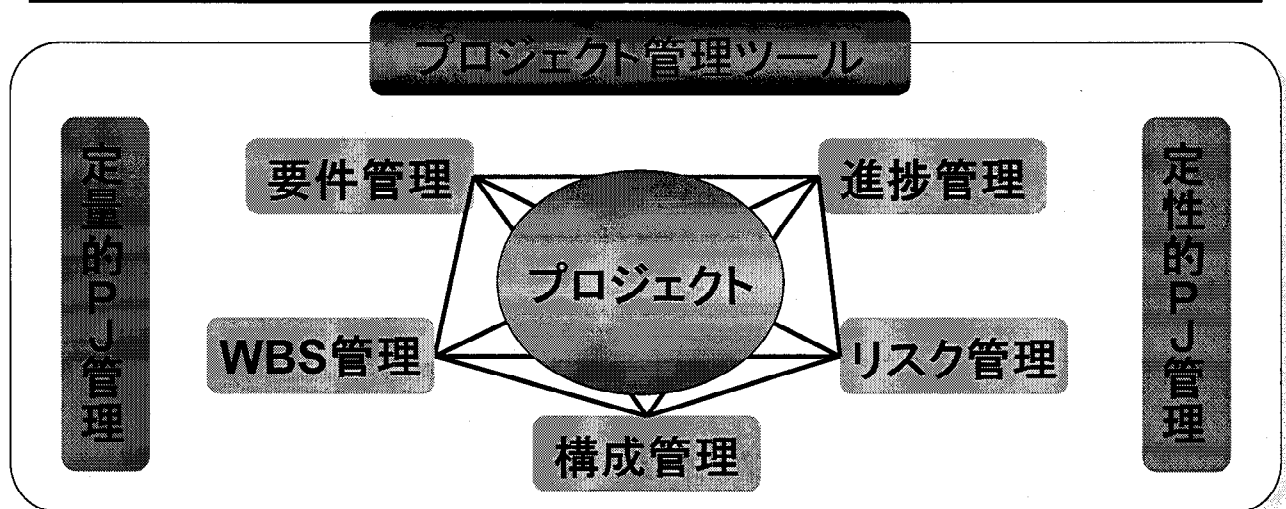 プロジェクト管理ツール
定量的PJ管理
要件管理
進捗管理
定性的PJ管理
プロジェクト
WBS管理
リスク管理
構成管理